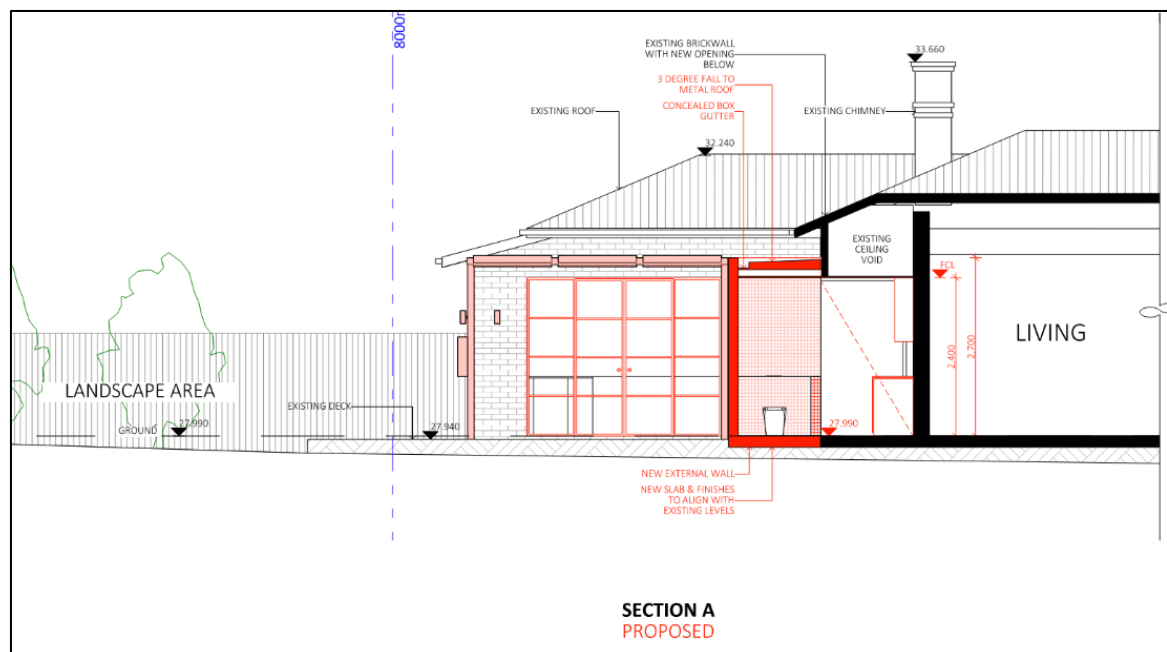 8000m
EXISTING BRICKWALL
WITH NEW OPENING
BELOW
3 DEGREE FALL TO
METAL ROOF
CONCEALED BOX
GUTTER
EXISTING ROOF
EXISTING CHIMNEY
33.660
32.240
EXISTING
CEILING
VOID
FCL
LIVING
2,400
2,700
LANDSCAPE AREA
EXISTING DECK
GROUND
27.990
27.940
27.990
NEW EXTERNAL WALL
NEW SLAB & FINISHES
TO ALIGN WITH
EXISTING LEVELS
SECTION A
PROPOSED